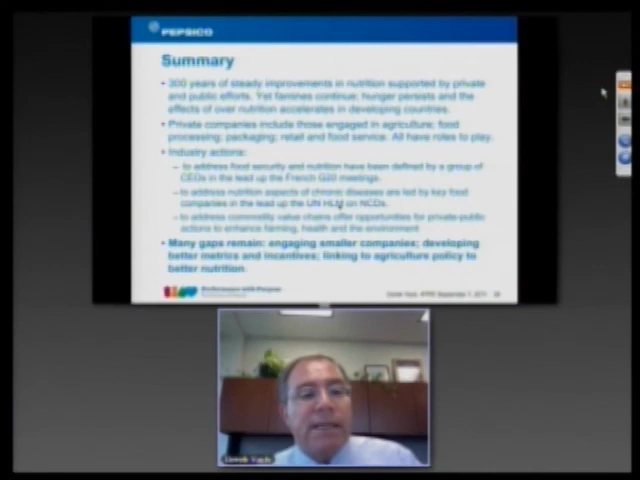 PEPSICO
Summary
• 300 years of steady improvements in nutrition supported by private
and public efforts. Yet famines continue; hunger persists and the
effects of over nutrition accelerates in developing countries.
• Private companies include those engaged in agriculture; food
processing; packaging; retail and food service. All have roles to play.
• Industry actions:
– to address food security and nutrition have been defined by a group of
CEOs in the lead up the French G20 meetings.
– to address nutrition aspects of chronic diseases are led by key food
companies in the lead up the UN HLM on NCDs.
– to address commodity value chains offer opportunities for private-public
actions to enhance farming, health and the environment
• Many gaps remain: engaging smaller companies; developing
better metrics and incentives; linking to agriculture policy to
better nutrition
Performance with Purpose
Derek Yach, IFPRI September 7, 2011
Derek Yach